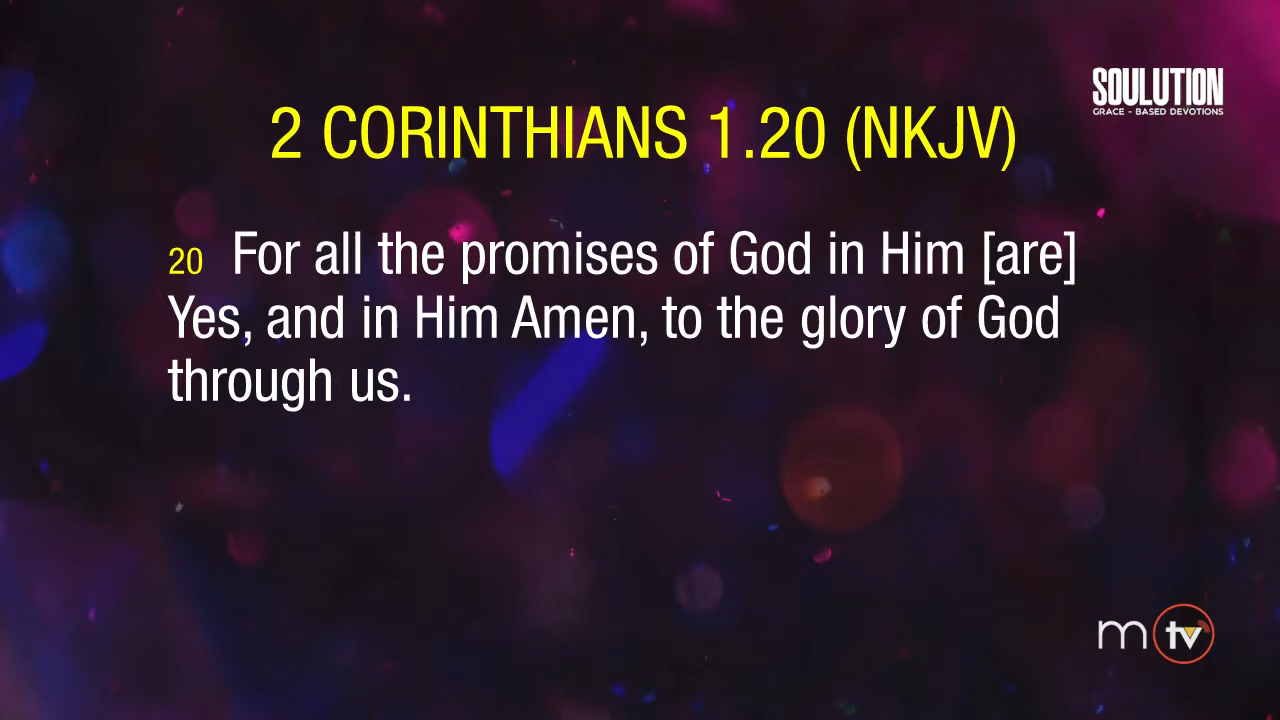 SOULUTION
GRACE - BASED DEVOTIONS
2 CORINTHIANS 1.20 (NKJV)
20 For all the promises of God in Him [are]
Yes, and in Him Amen, to the glory of God
through us.
m tv